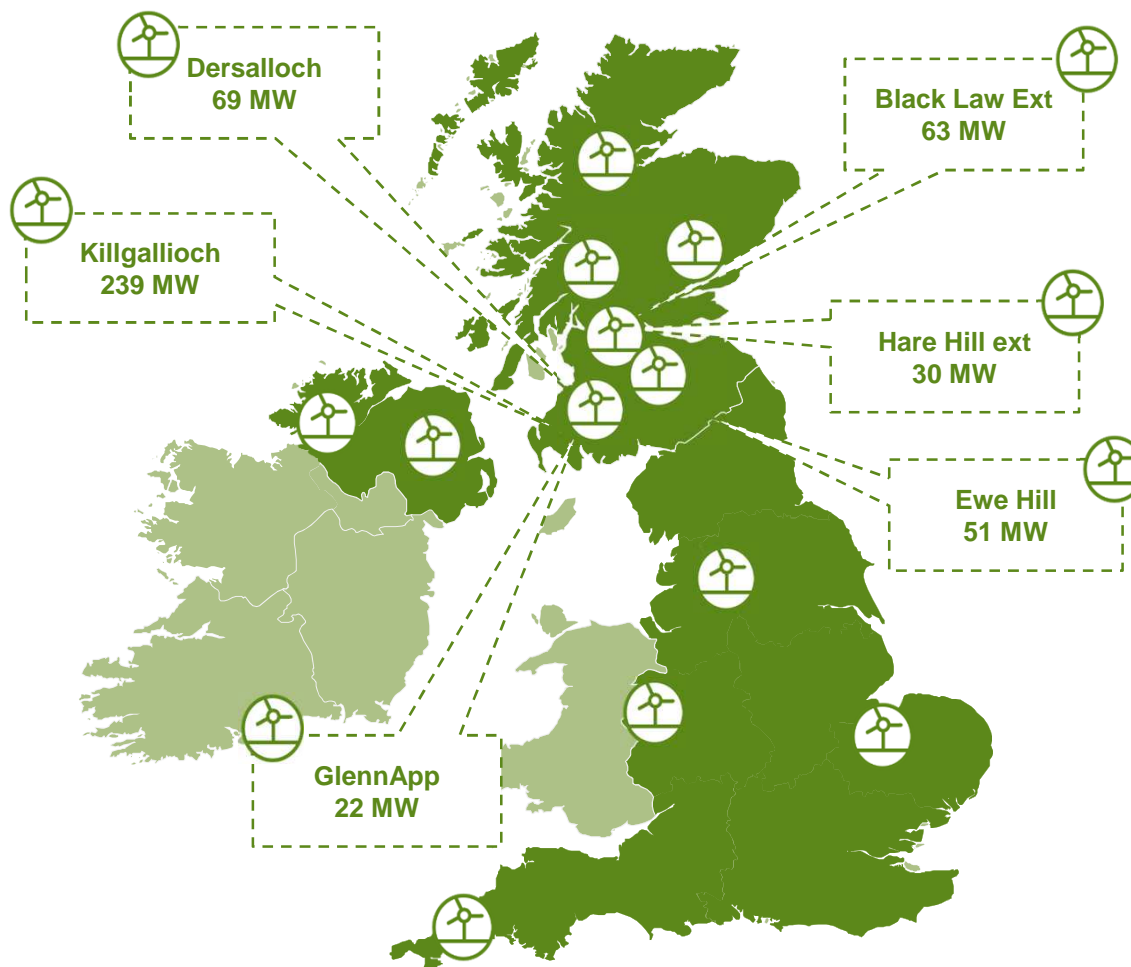 Dersalloch
69 MW
Black Law Ext
63 MW
Killgallioch
239 MW
Hare Hill ext
30 MW
Ewe Hill
51 MW
GlennApp
22 MW